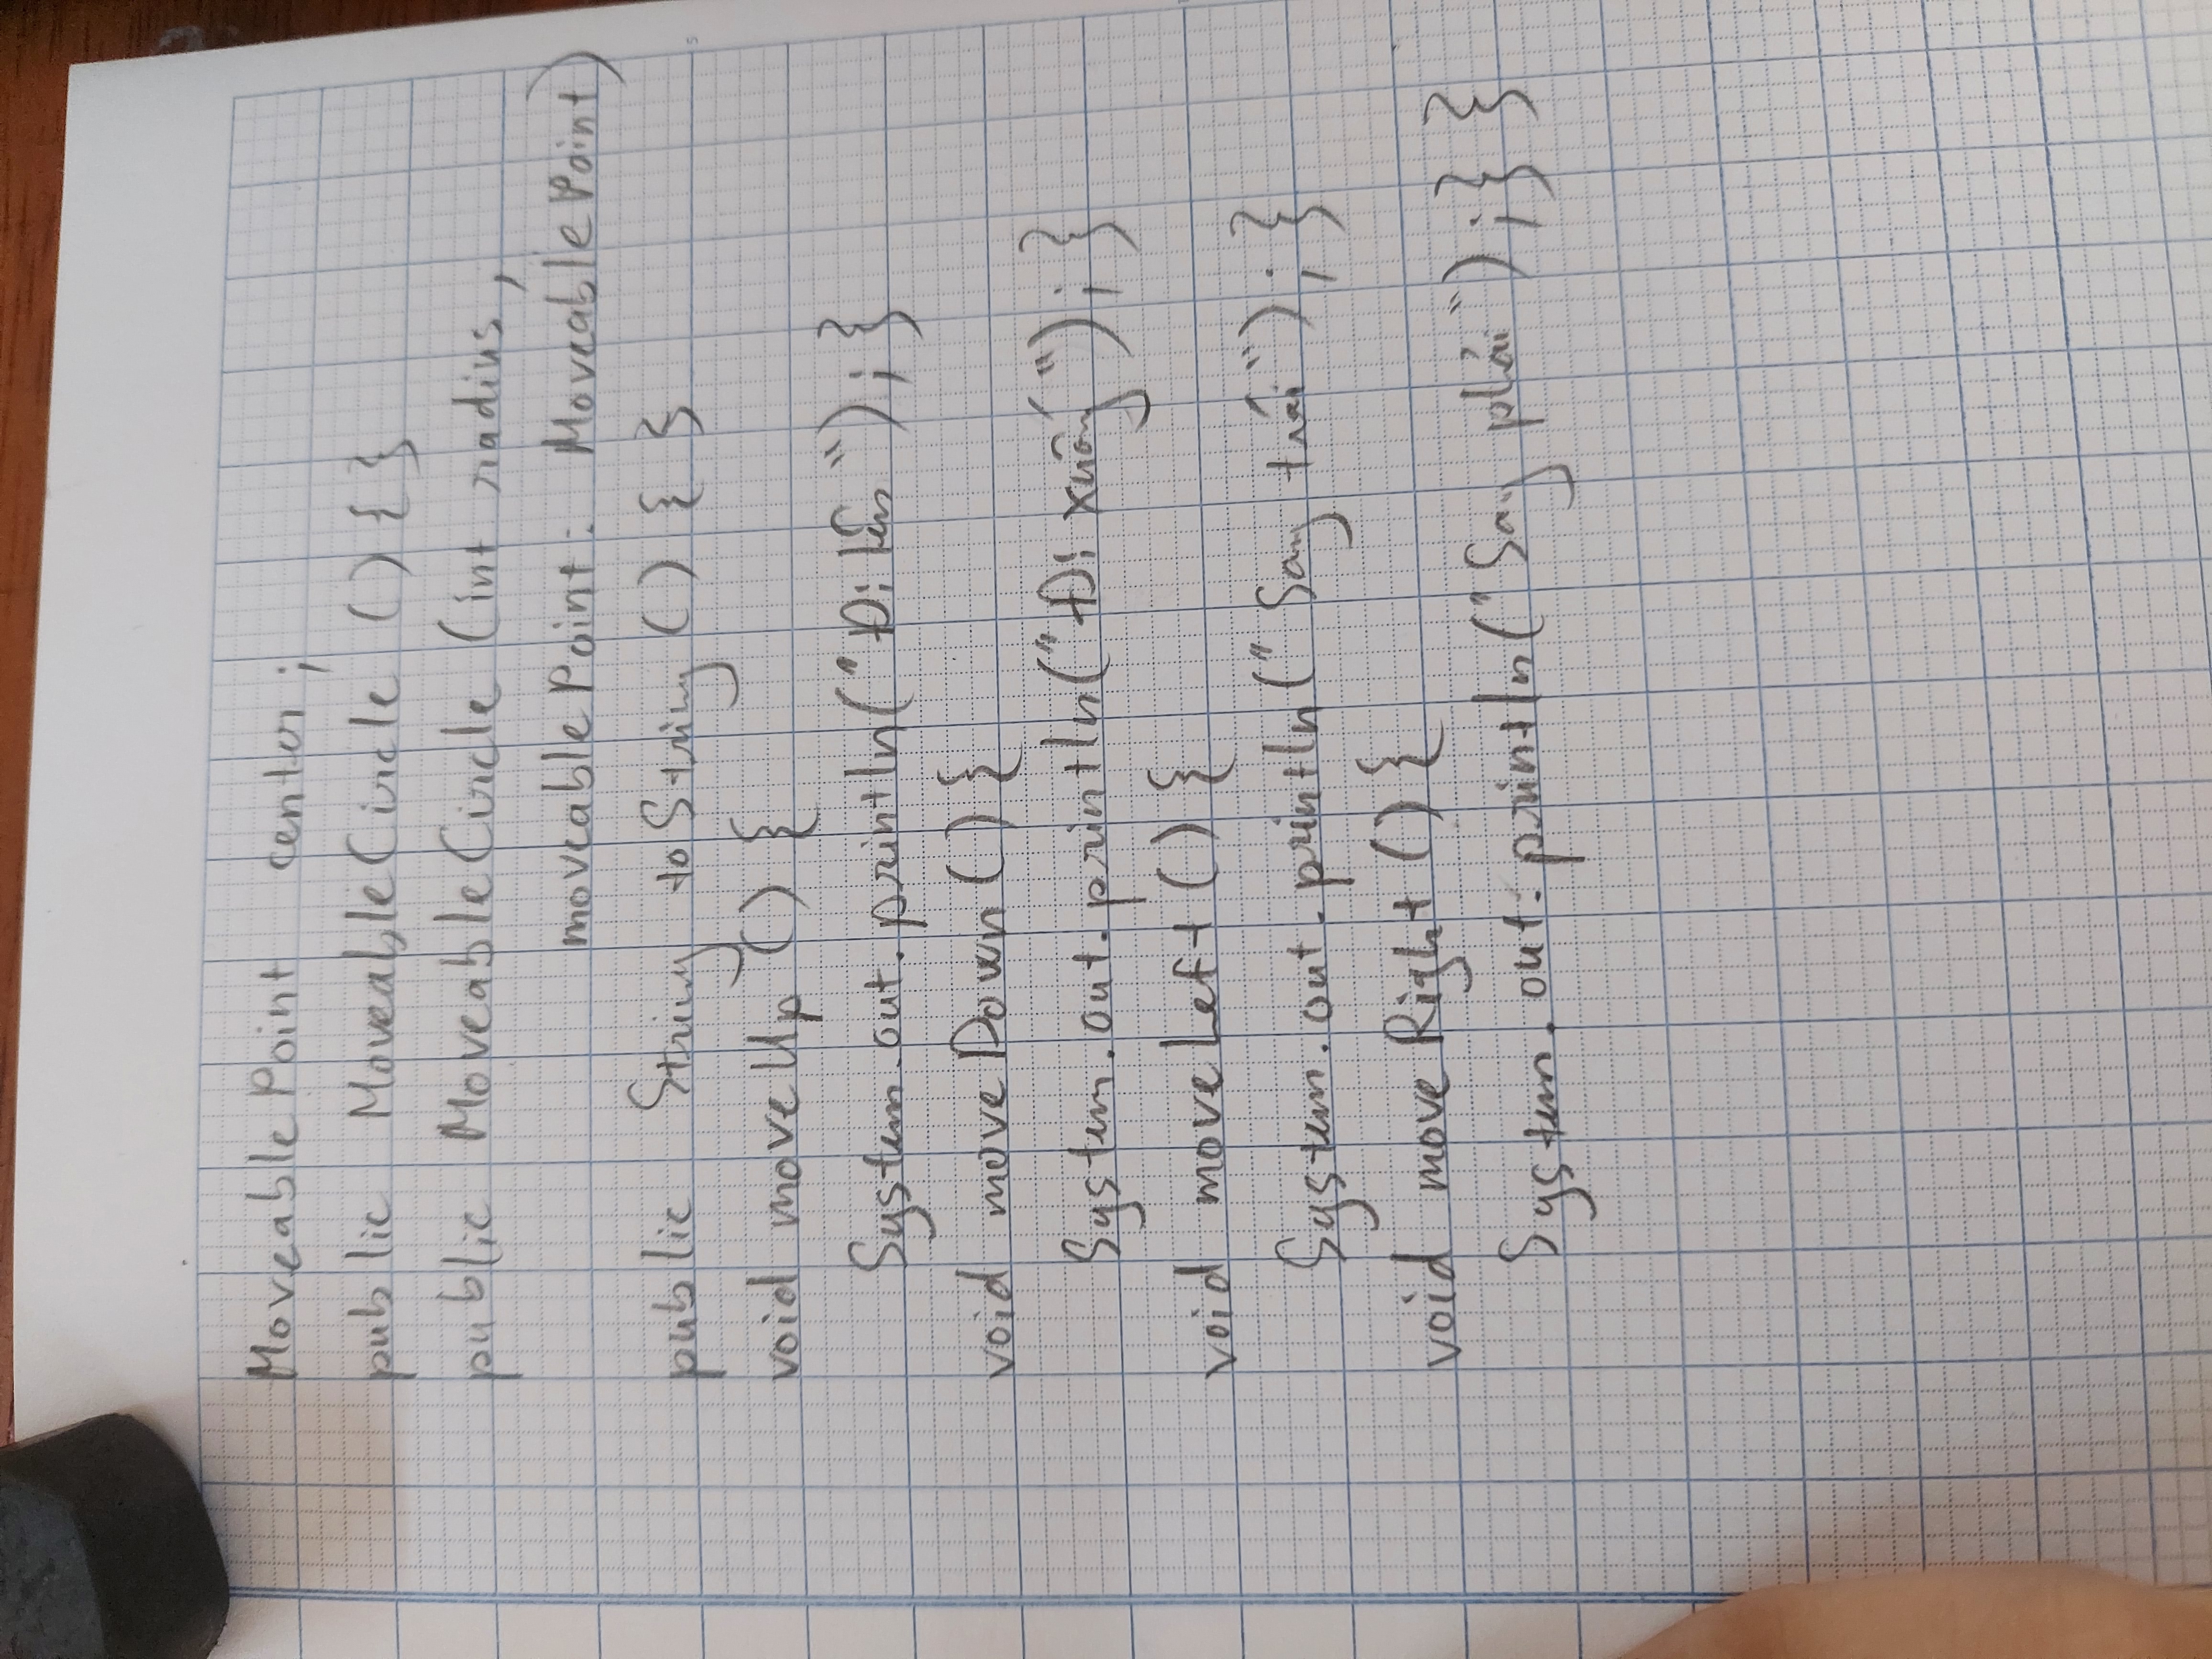 MoveablePoint center;
public MoveableCircle () { }
public MoveableCircle (int radius,
moveablePoint: MoveablePoint)
public String toString () { }
void moveUp () {
System.out.println("Đi lên"); }
void moveDown () {
System.out.println("Đi xuống"); }
void moveLeft () {
System.out.println("Sang trái"); }
void moveRight () {
System.out.println("Sang phải"); } }
5